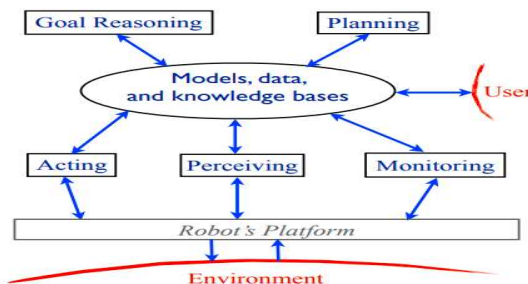 Goal Reasoning
Planning
Models, data,
and knowledge bases
User
Acting
Perceiving
Monitoring
Robot's Platform
Environment